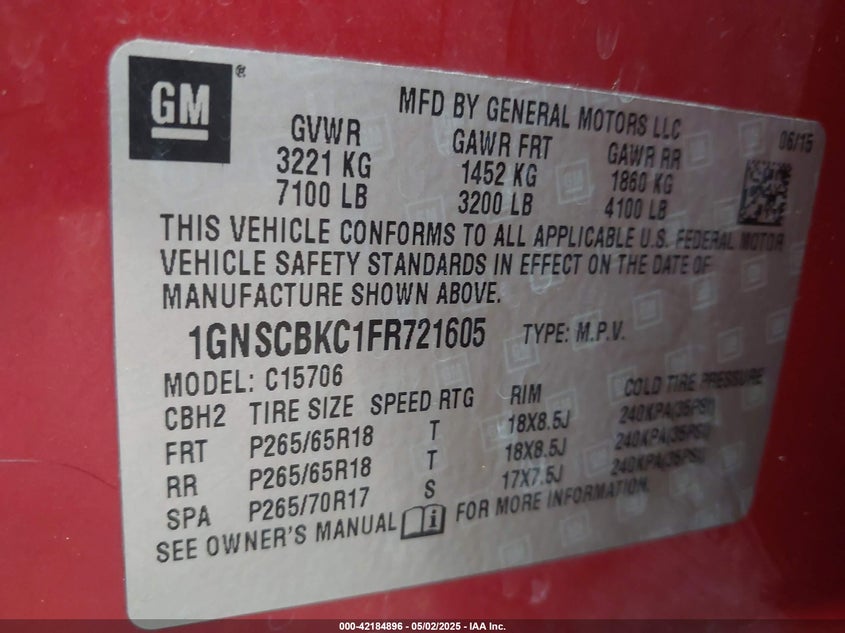 GM ®
MFD BY GENERAL MOTORS LLC
06/15
GVWR GAWR FRT GAWR RR
3221 KG 1452 KG 1860 KG
7100 LB 3200 LB 4100 LB
THIS VEHICLE CONFORMS TO ALL APPLICABLE U.S. FEDERAL MOTOR
VEHICLE SAFETY STANDARDS IN EFFECT ON THE DATE OF
MANUFACTURE SHOWN ABOVE.
1GNSCBKC1FR721605 TYPE: M.P.V.
MODEL: C15706
CBH2 TIRE SIZE SPEED RTG RIM COLD TIRE PRESSURE
FRT P265/65R18 T 18X8.5J 240KPA(35PSI)
RR P265/65R18 T 18X8.5J 240KPA(35PSI)
SPA P265/70R17 S 17X7.5J 240KPA(35PSI)
SEE OWNER'S MANUAL FOR MORE INFORMATION.
000-42184896 - 05/02/2025 - IAA Inc.